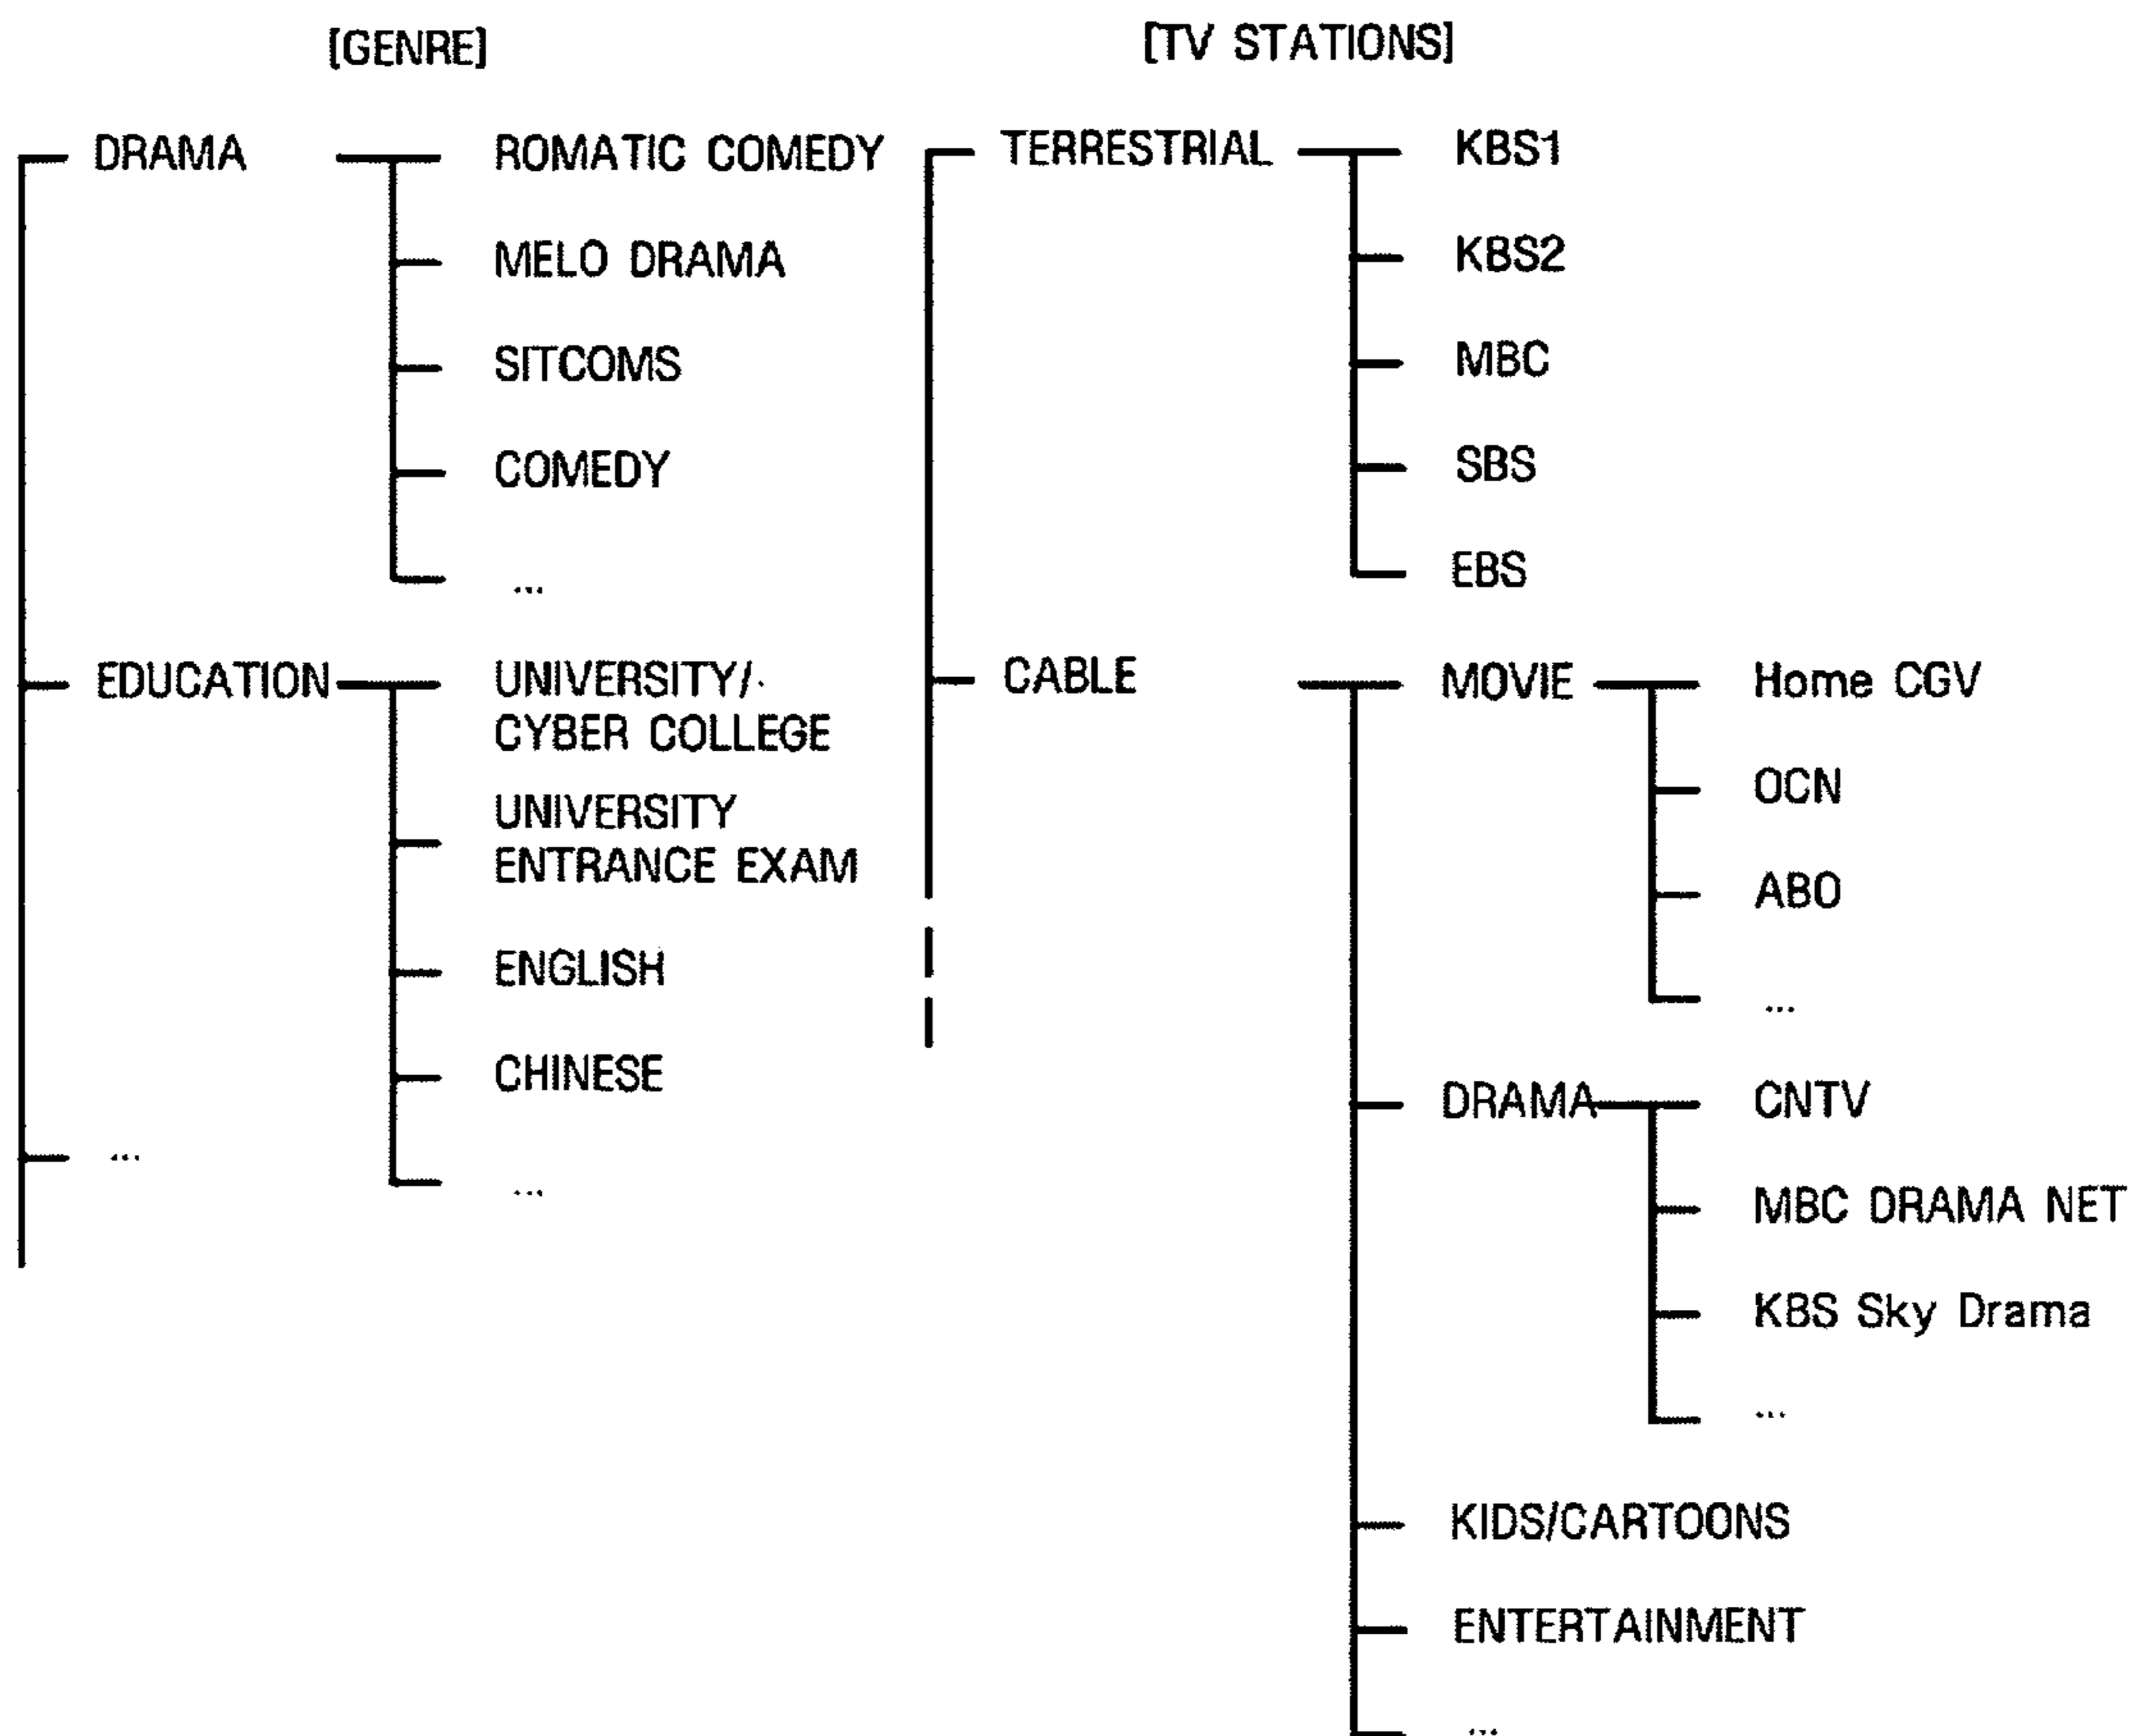 [GENRE]
DRAMA
ROMATIC COMEDY
MELO DRAMA
SITCOMS
COMEDY
...
EDUCATION
UNIVERSITY/
CYBER COLLEGE
UNIVERSITY
ENTRANCE EXAM
ENGLISH
CHINESE
...
...
[TV STATIONS]
TERRESTRIAL
KBS1
KBS2
MBC
SBS
EBS
CABLE
MOVIE
Home CGV
OCN
ABO
...
DRAMA
CNTV
MBC DRAMA NET
KBS Sky Drama
...
KIDS/CARTOONS
ENTERTAINMENT
...